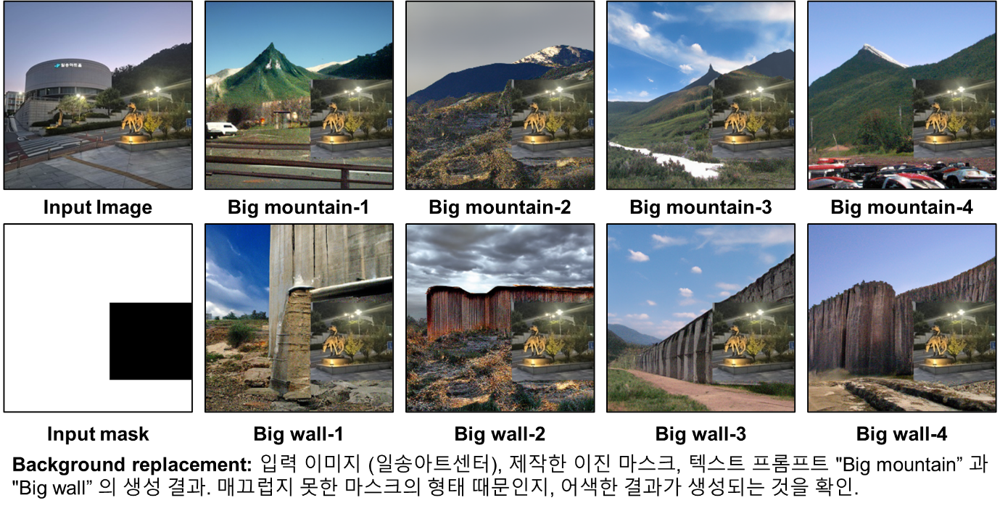 일송아트홀
Input Image
Big mountain-1
Big mountain-2
Big mountain-3
Big mountain-4
Input mask
Big wall-1
Big wall-2
Big wall-3
Big wall-4
Background replacement: 입력 이미지 (일송아트센터), 제작한 이진 마스크, 텍스트 프롬프트 "Big mountain” 과
"Big wall” 의 생성 결과. 매끄럽지 못한 마스크의 형태 때문인지, 어색한 결과가 생성되는 것을 확인.